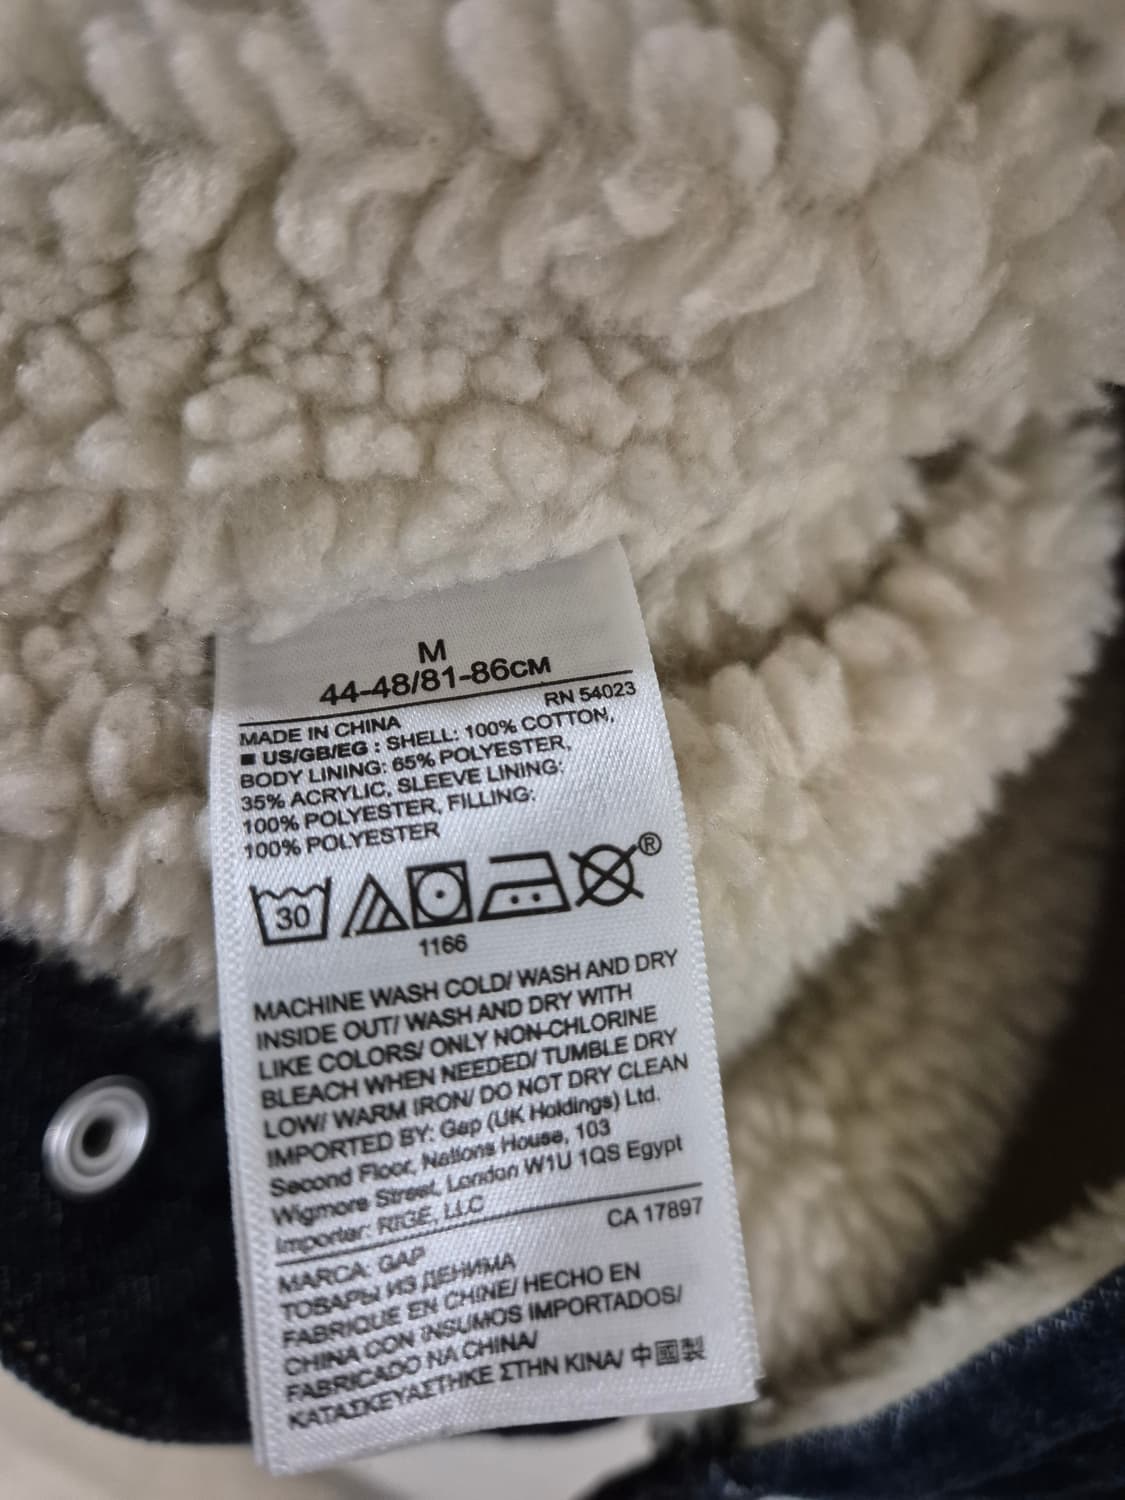 M
44-48/81-86CM
RN 54023
MADE IN CHINA
■ US/GB/EG : SHELL: 100% COTTON,
BODY LINING: 65% POLYESTER,
35% ACRYLIC, SLEEVE LINING:
100% POLYESTER, FILLING:
100% POLYESTER
30
®
1166
MACHINE WASH COLD/ WASH AND DRY
INSIDE OUT/ WASH AND DRY WITH
LIKE COLORS/ ONLY NON-CHLORINE
BLEACH WHEN NEEDED/ TUMBLE DRY
LOW/ WARM IRON/ DO NOT DRY CLEAN
IMPORTED BY: Gap (UK Holdings) Ltd.
Second Floor, Nations House, 103
Wigmore Street, London W1U 1QS Egypt
Importer: RIGE, LLC
CA 17897
MARCA: GAP
ТОВАРЫ ИЗ ДЕНИМА
FABRIQUE EN CHINE/ HECHO EN
CHINA CON INSUMOS IMPORTADOS/
FABRICADO NA CHINA/
ΚΑΤΑΣΚΕΥΑΣΤΗΚΕ ΣΤΗΝ ΚΙΝΑ/ 中國製